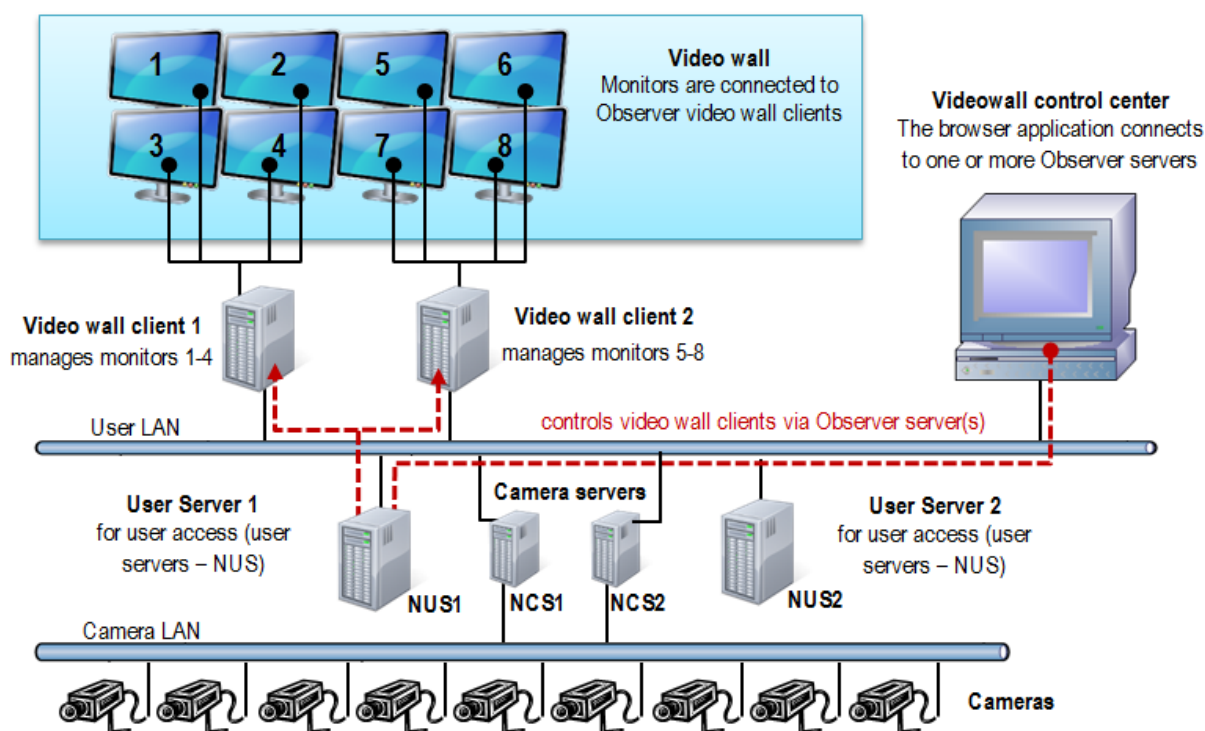 1
2
5
6
3
4
7
8
Video wall
Monitors are connected to
Observer video wall clients
Videowall control center
The browser application connects
to one or more Observer servers
Video wall client 1
manages monitors 1-4
Video wall client 2
manages monitors 5-8
User LAN
controls video wall clients via Observer server(s)
User Server 1
for user access (user
servers – NUS)
Camera servers
User Server 2
for user access (user
servers – NUS)
NUS1
NCS1
NCS2
NUS2
Camera LAN
Cameras